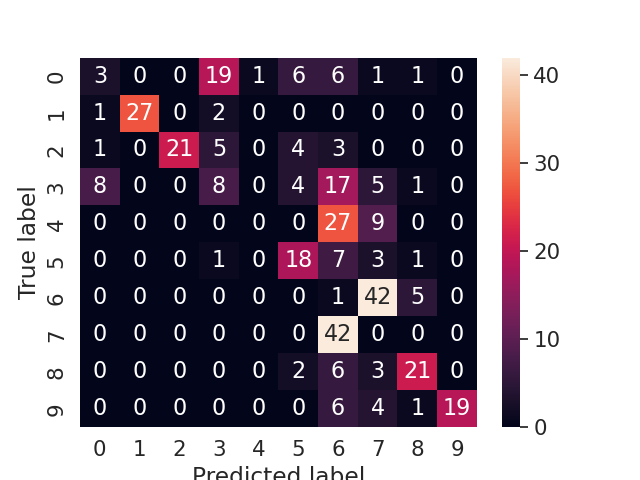 0 3 0 0 19 1 6 6 1 1 0
1 1 27 0 2 0 0 0 0 0 0
2 1 0 21 5 0 4 3 0 0 0
3 8 0 0 8 0 4 17 5 1 0
4 0 0 0 0 0 0 27 9 0 0
5 0 0 0 1 0 18 7 3 1 0
6 0 0 0 0 0 0 1 42 5 0
7 0 0 0 0 0 0 42 0 0 0
8 0 0 0 0 0 2 6 3 21 0
9 0 0 0 0 0 0 6 4 1 19
0 1 2 3 4 5 6 7 8 9
Predicted label
True label
40
30
20
10
0